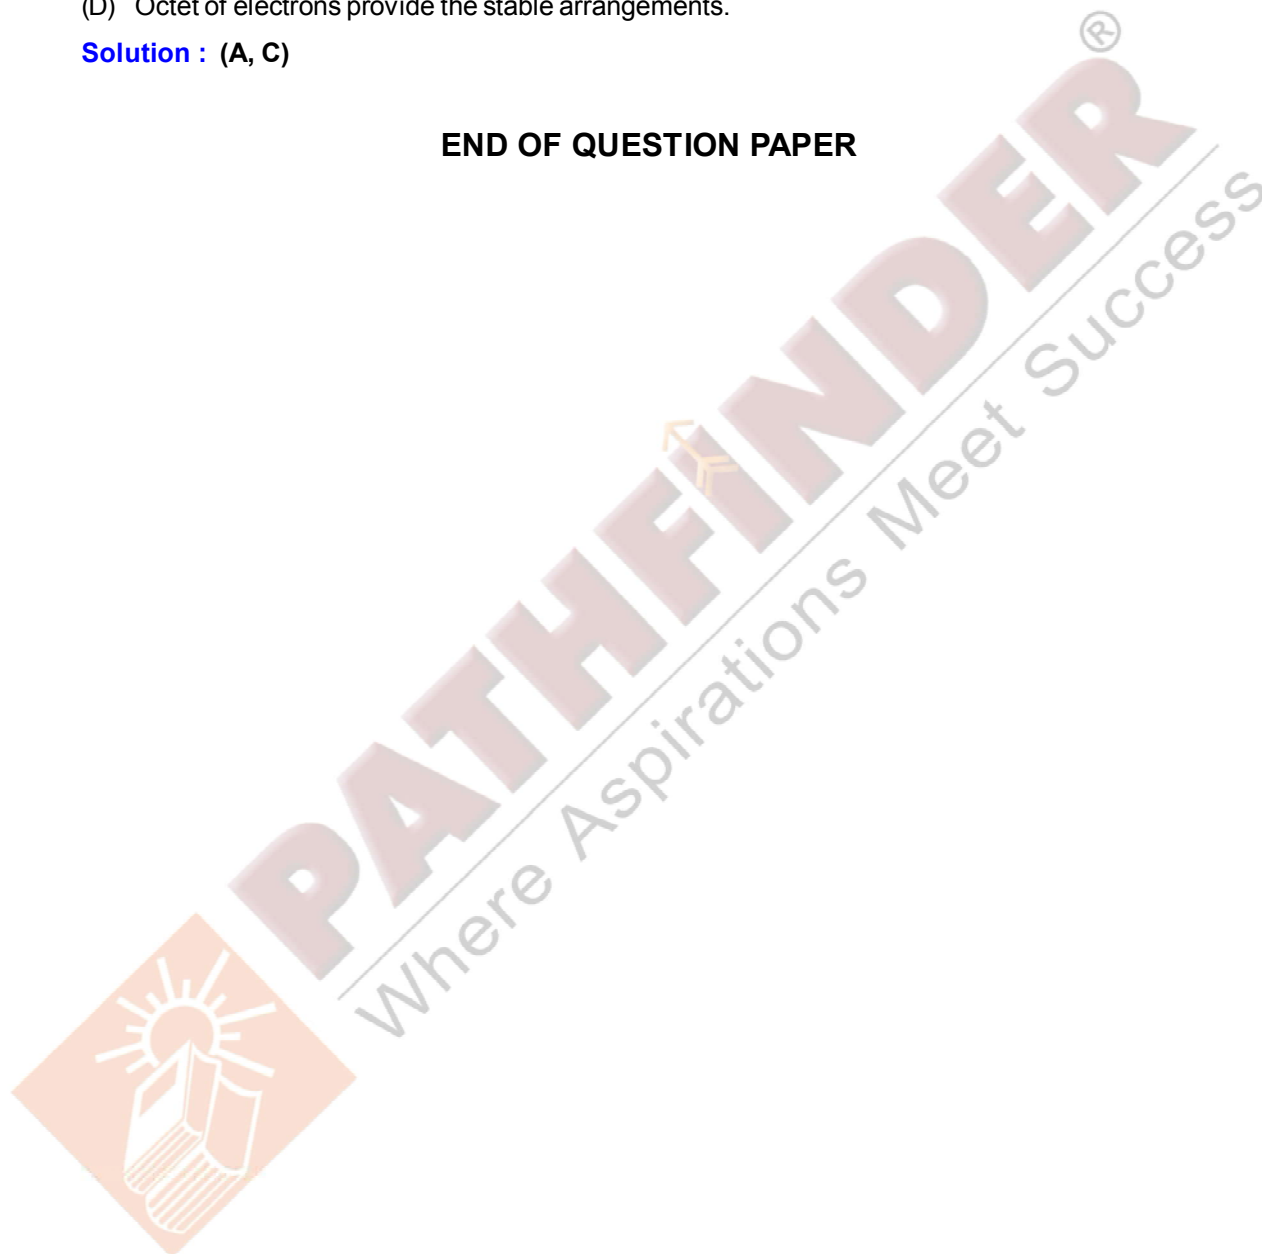 (D) Octet of electrons provide the stable arrangements.
Solution : (A, C)
END OF QUESTION PAPER
PATHFINDER ®
Where Aspirations Meet Success